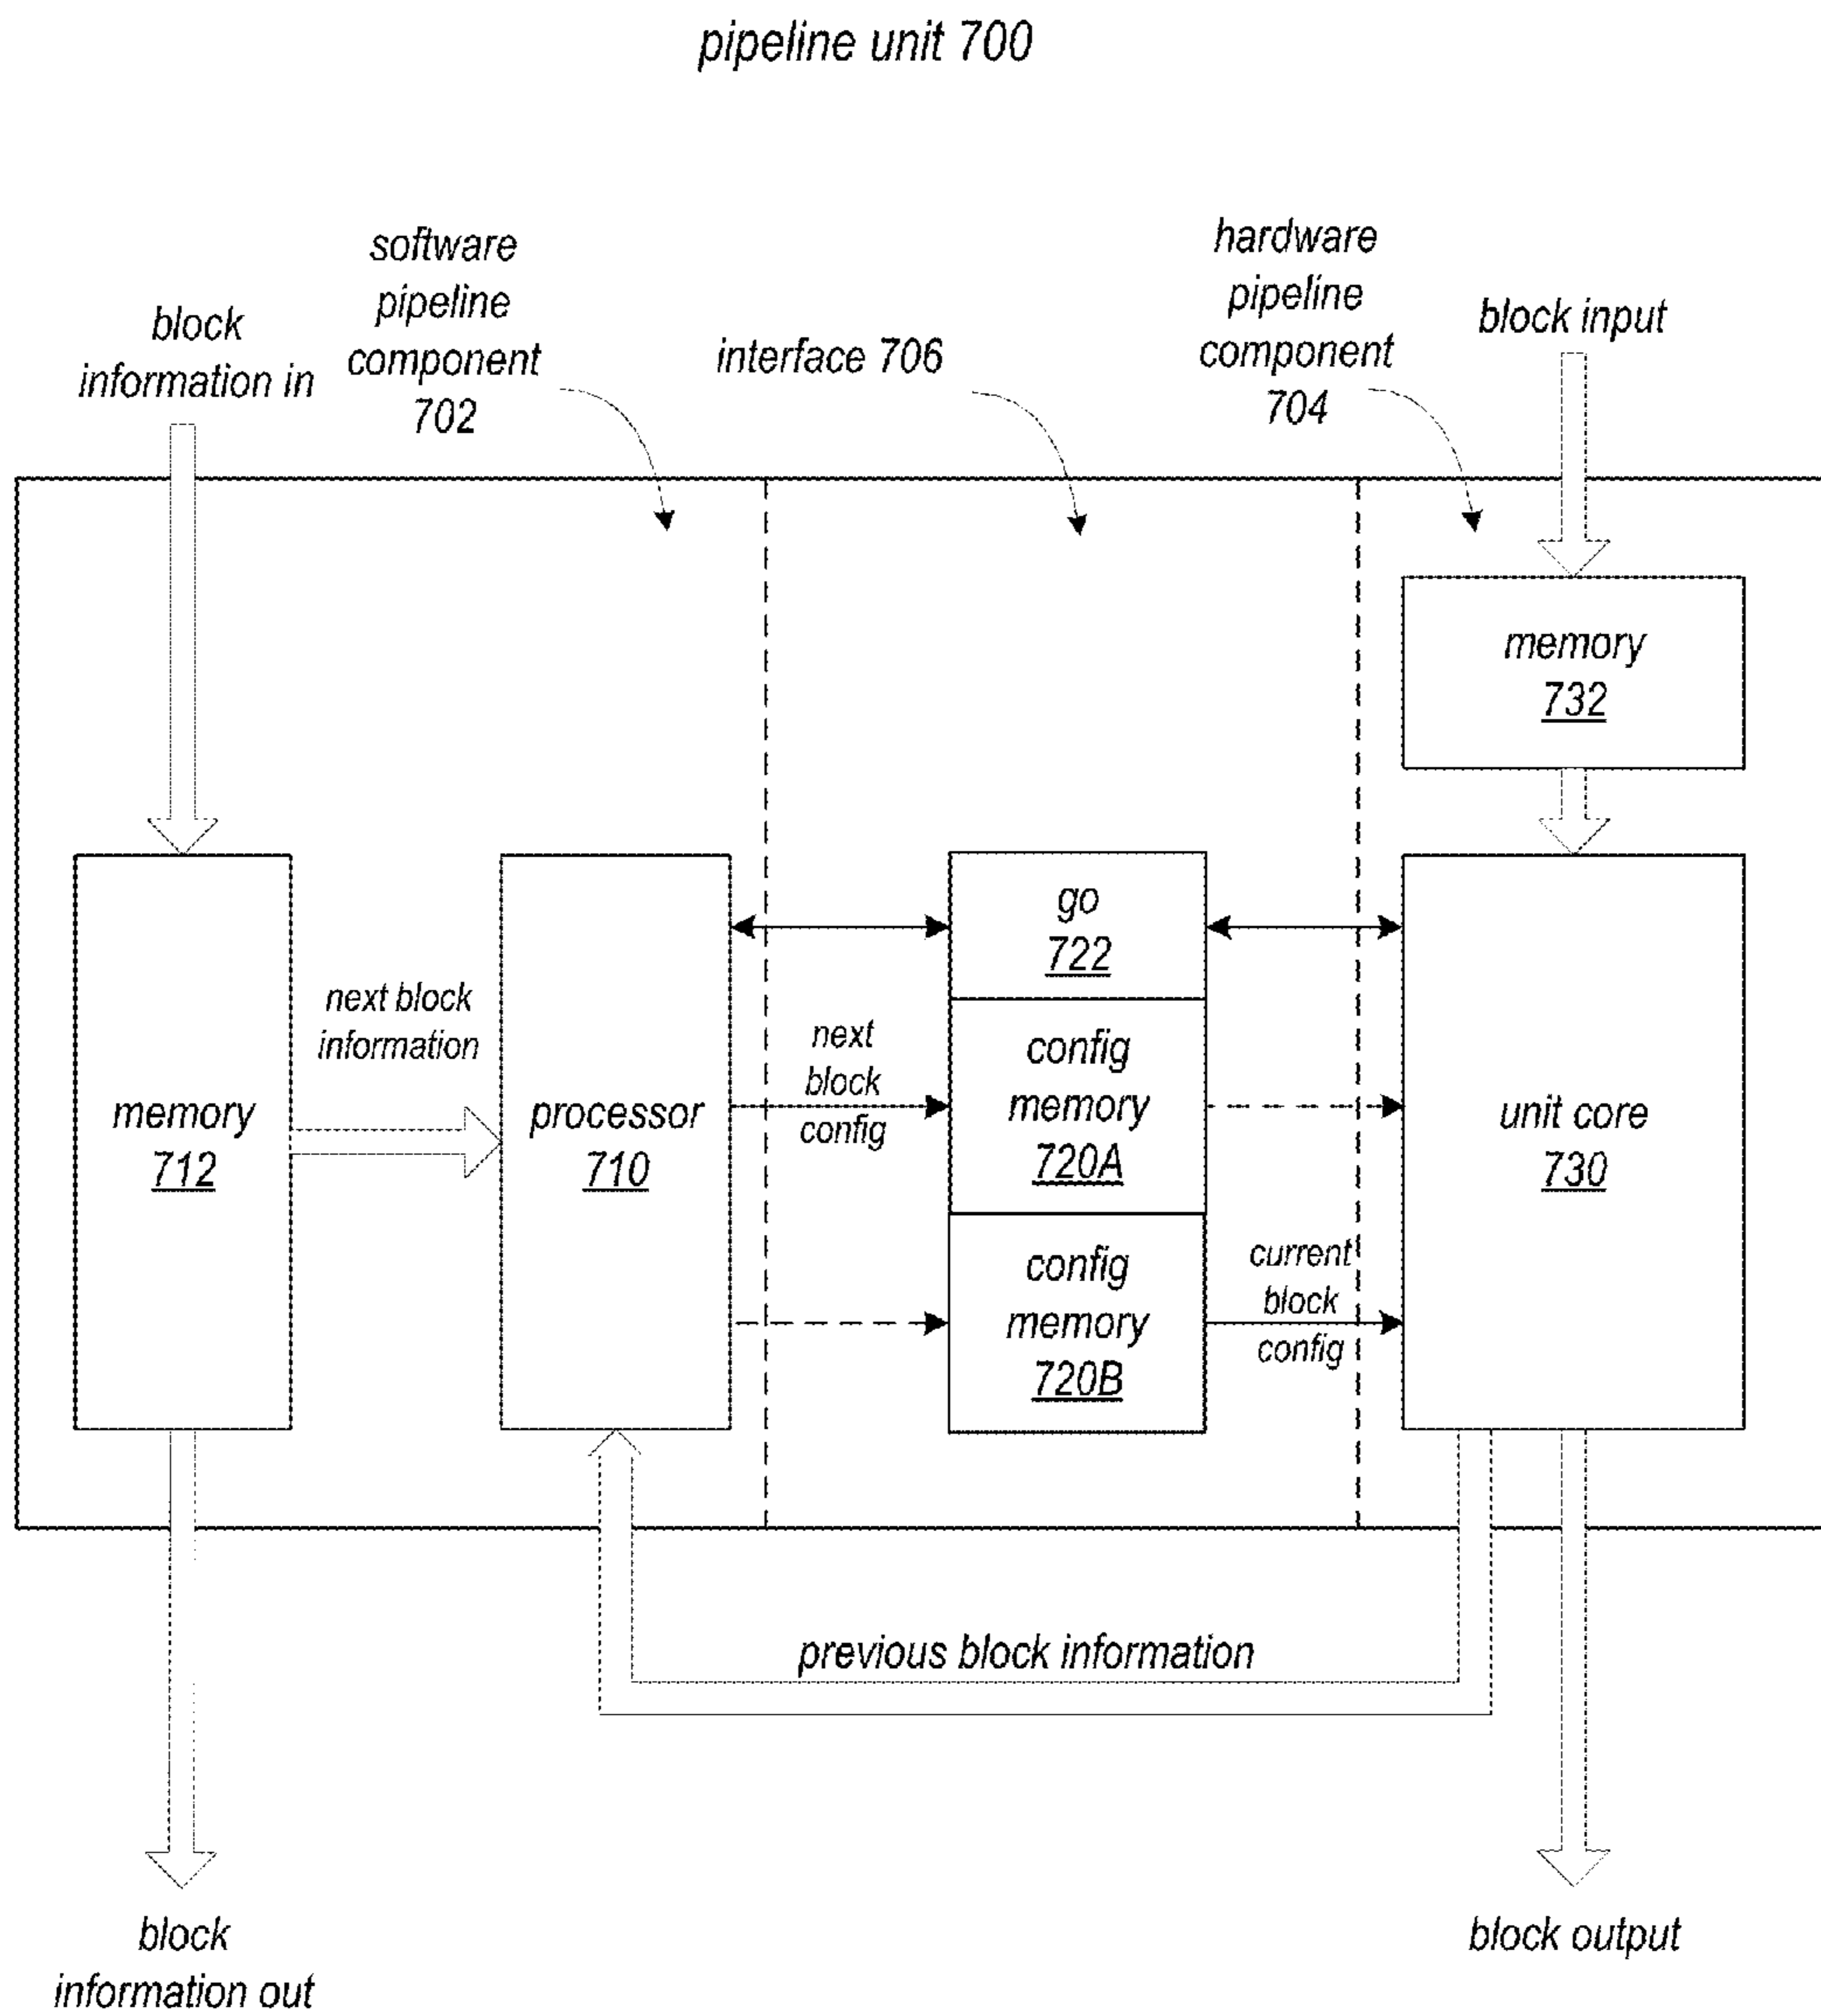 pipeline unit 700
software
pipeline
component
702
hardware
pipeline
component
704
block
information in
interface 706
block input
memory
732
go
722
next block
information
next
block
config
config
memory
720A
memory
712
processor
710
unit core
730
config
memory
720B
current
block
config
previous block information
block
information out
block output